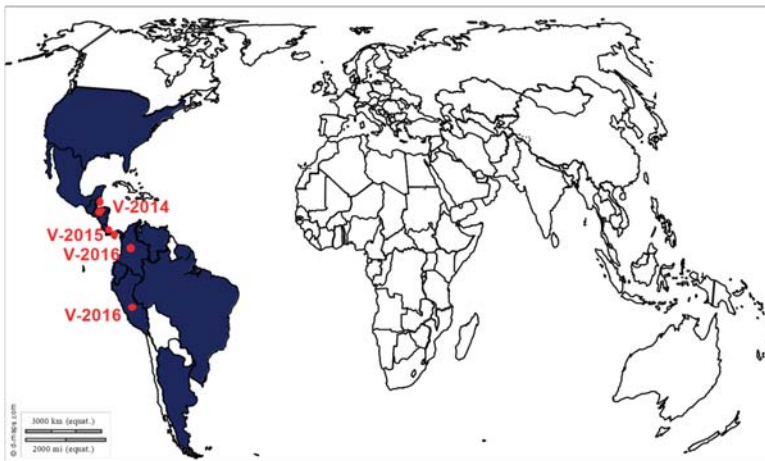 V-2014
V-2015
V-2016
V-2016
3000 km (equat.)
2000 mi (equat.)
© d-maps.com